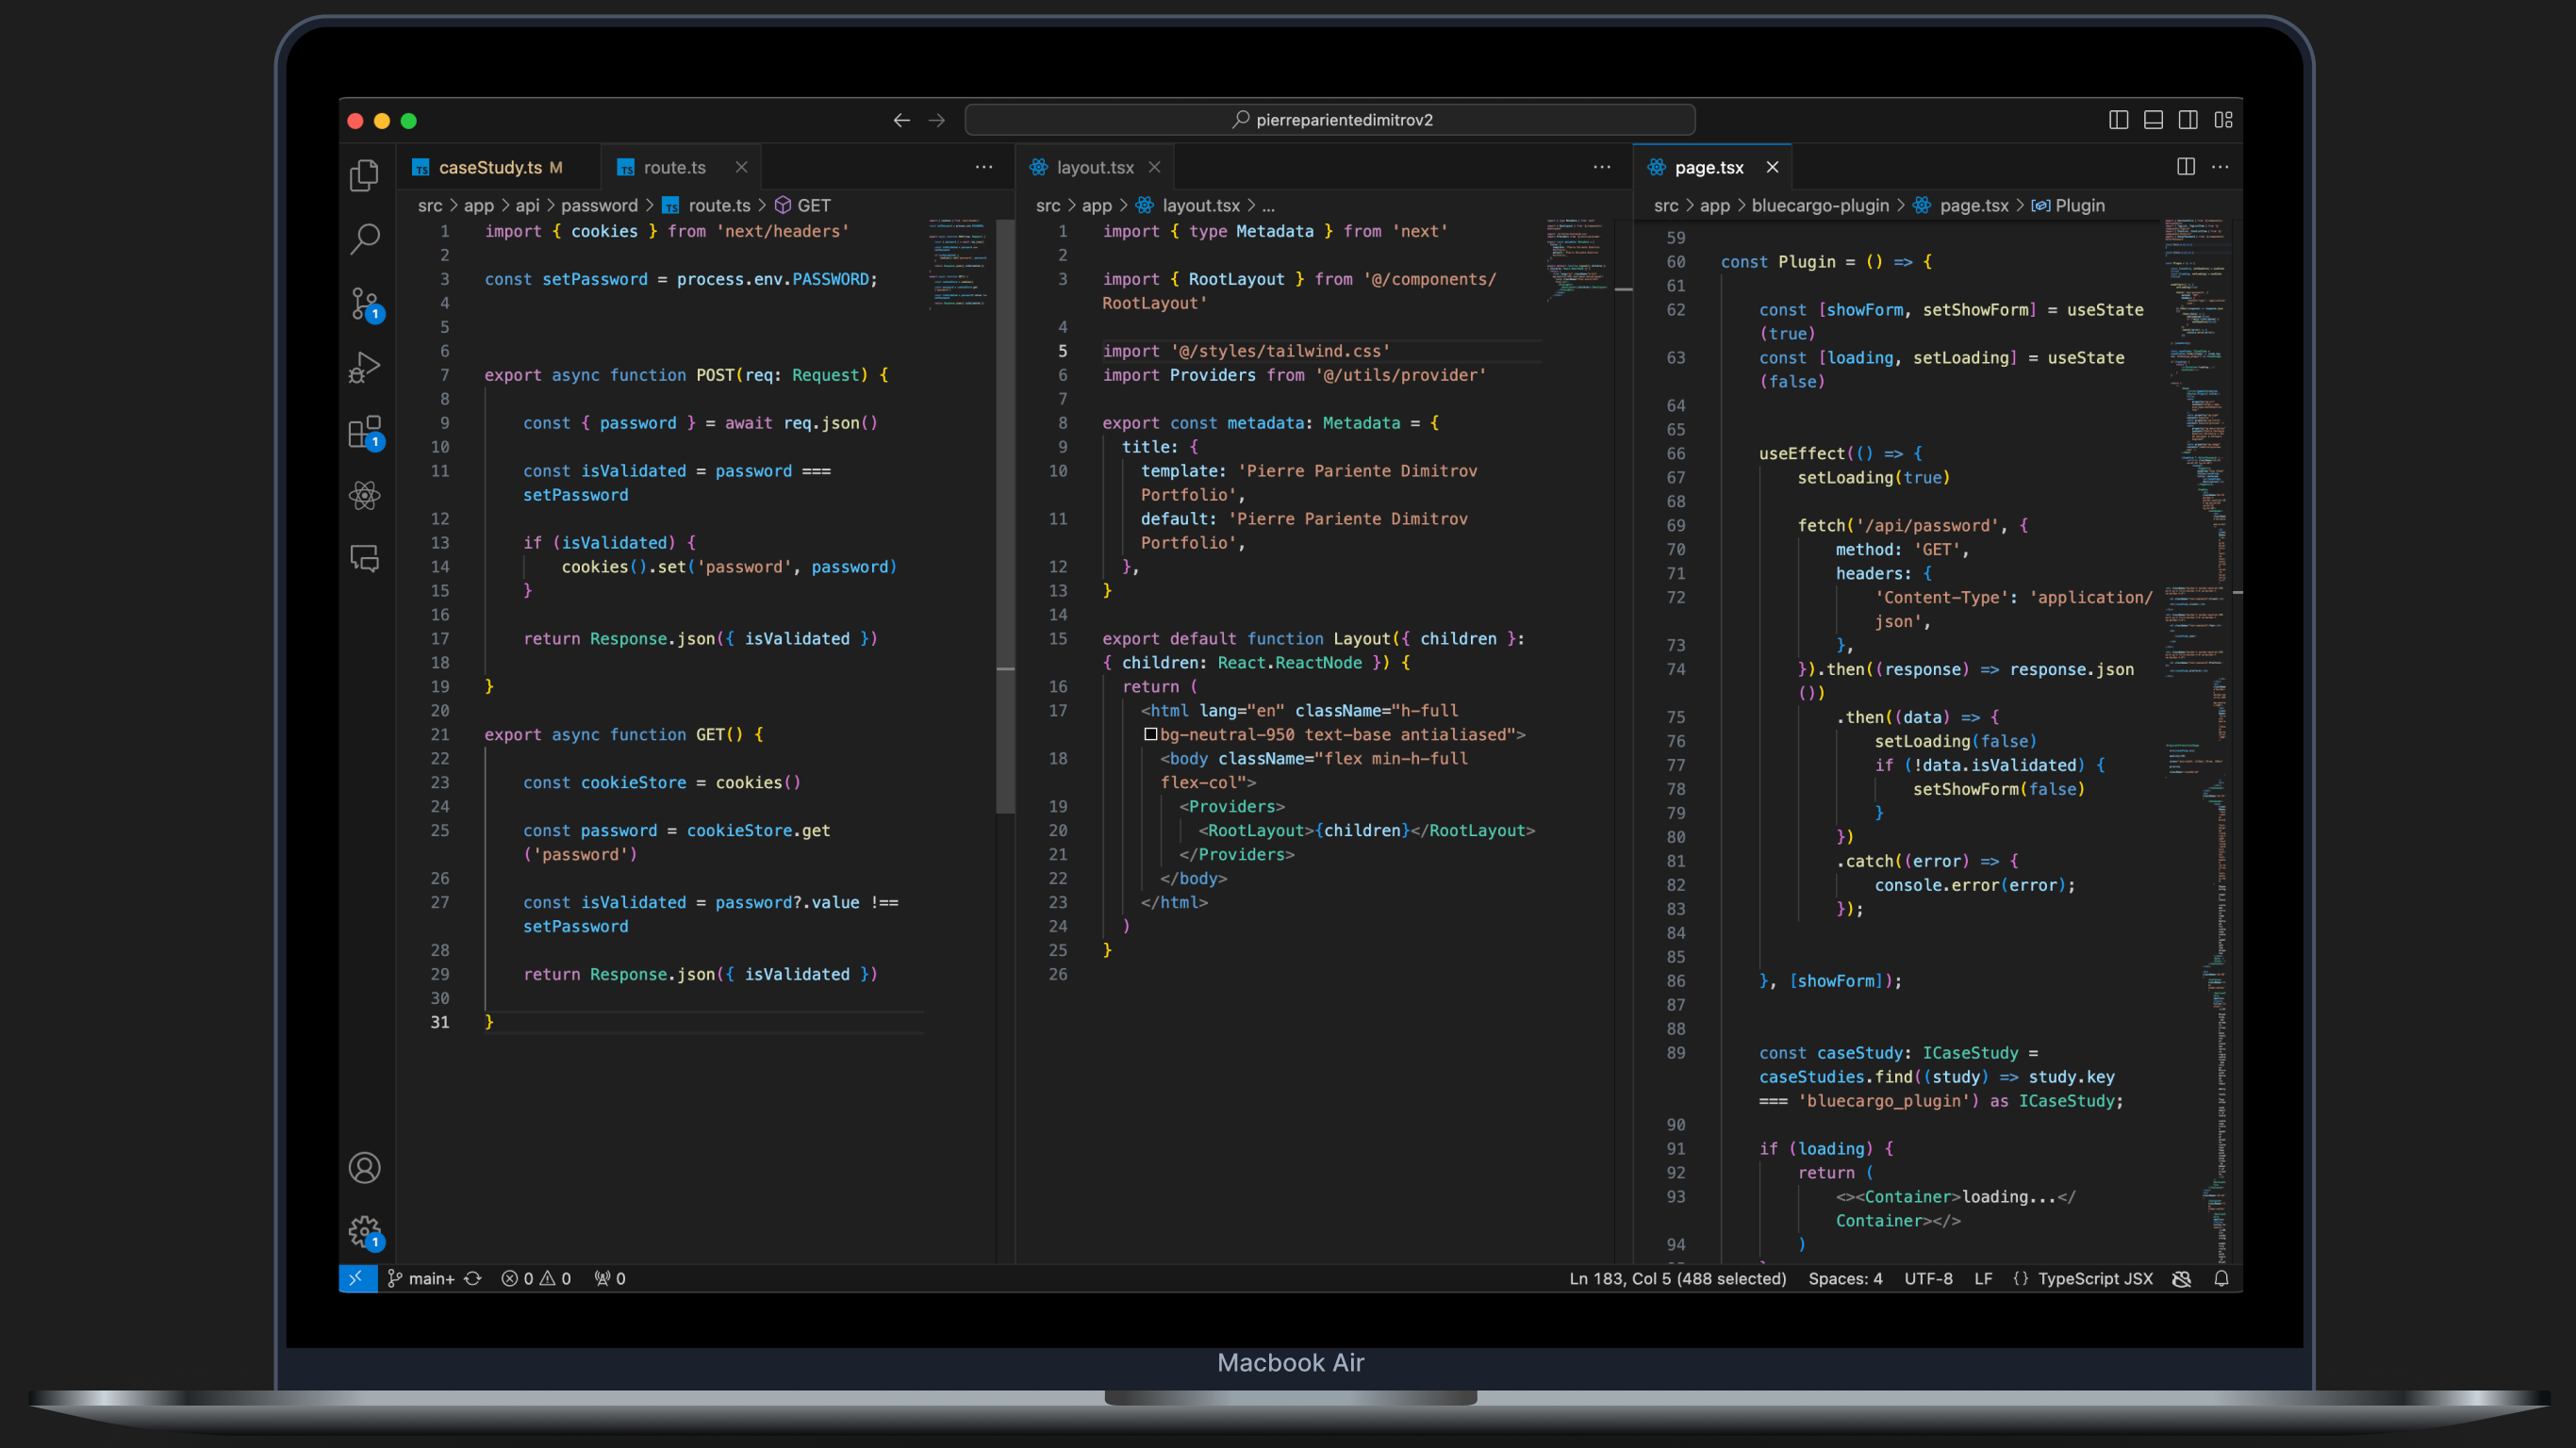 pierreparientedimitrov2
caseStudy.ts M
route.ts
src > app > api > password > TS route.ts > GET
1 import { cookies } from 'next/headers'
2
3 const setPassword = process.env.PASSWORD;
4
5
6
7 export async function POST(req: Request) {
8
9 const { password } = await req.json()
10
11 const isValidated = password ===
setPassword
12
13 if (isValidated) {
14 cookies().set('password', password)
15 }
16
17 return Response.json({ isValidated })
18
19 }
20
21 export async function GET() {
22
23 const cookieStore = cookies()
24
25 const password = cookieStore.get
('password')
26
27 const isValidated = password?.value !==
setPassword
28
29 return Response.json({ isValidated })
30
31 }
layout.tsx
src > app > layout.tsx > ...
1 import { type Metadata } from 'next'
2
3 import { RootLayout } from '@/components/
RootLayout'
4
5 import '@/styles/tailwind.css'
6 import Providers from '@/utils/provider'
7
8 export const metadata: Metadata = {
9 title: {
10 template: 'Pierre Pariente Dimitrov
Portfolio',
11 default: 'Pierre Pariente Dimitrov
Portfolio',
12 },
13 }
14
15 export default function Layout({ children }:
{ children: React.ReactNode }) {
16 return (
17 <html lang="en" className="h-full
bg-neutral-950 text-base antialiased">
18 <body className="flex min-h-full
flex-col">
19 <Providers>
20 <RootLayout>{children}</RootLayout>
21 </Providers>
22 </body>
23 </html>
24 )
25 }
26
page.tsx
src > app > bluecargo-plugin > page.tsx > Plugin
59
60 const Plugin = () => {
61
62 const [showForm, setShowForm] = useState
(true)
63 const [loading, setLoading] = useState
(false)
64
65
66 useEffect(() => {
67 setLoading(true)
68
69 fetch('/api/password', {
70 method: 'GET',
71 headers: {
72 'Content-Type': 'application/
json',
73 },
74 }).then((response) => response.json
())
75 .then((data) => {
76 setLoading(false)
77 if (!data.isValidated) {
78 setShowForm(false)
79 }
80 })
81 .catch((error) => {
82 console.error(error);
83 });
84
85
86 }, [showForm]);
87
88
89 const caseStudy: ICaseStudy =
caseStudies.find((study) => study.key
=== 'bluecargo_plugin') as ICaseStudy;
90
91 if (loading) {
92 return (
93 <><Container>loading...</
Container></>
94 )
1
1
1
main+ 0 0 0
Ln 183, Col 5 (488 selected) Spaces: 4 UTF-8 LF {} TypeScript JSX
Macbook Air